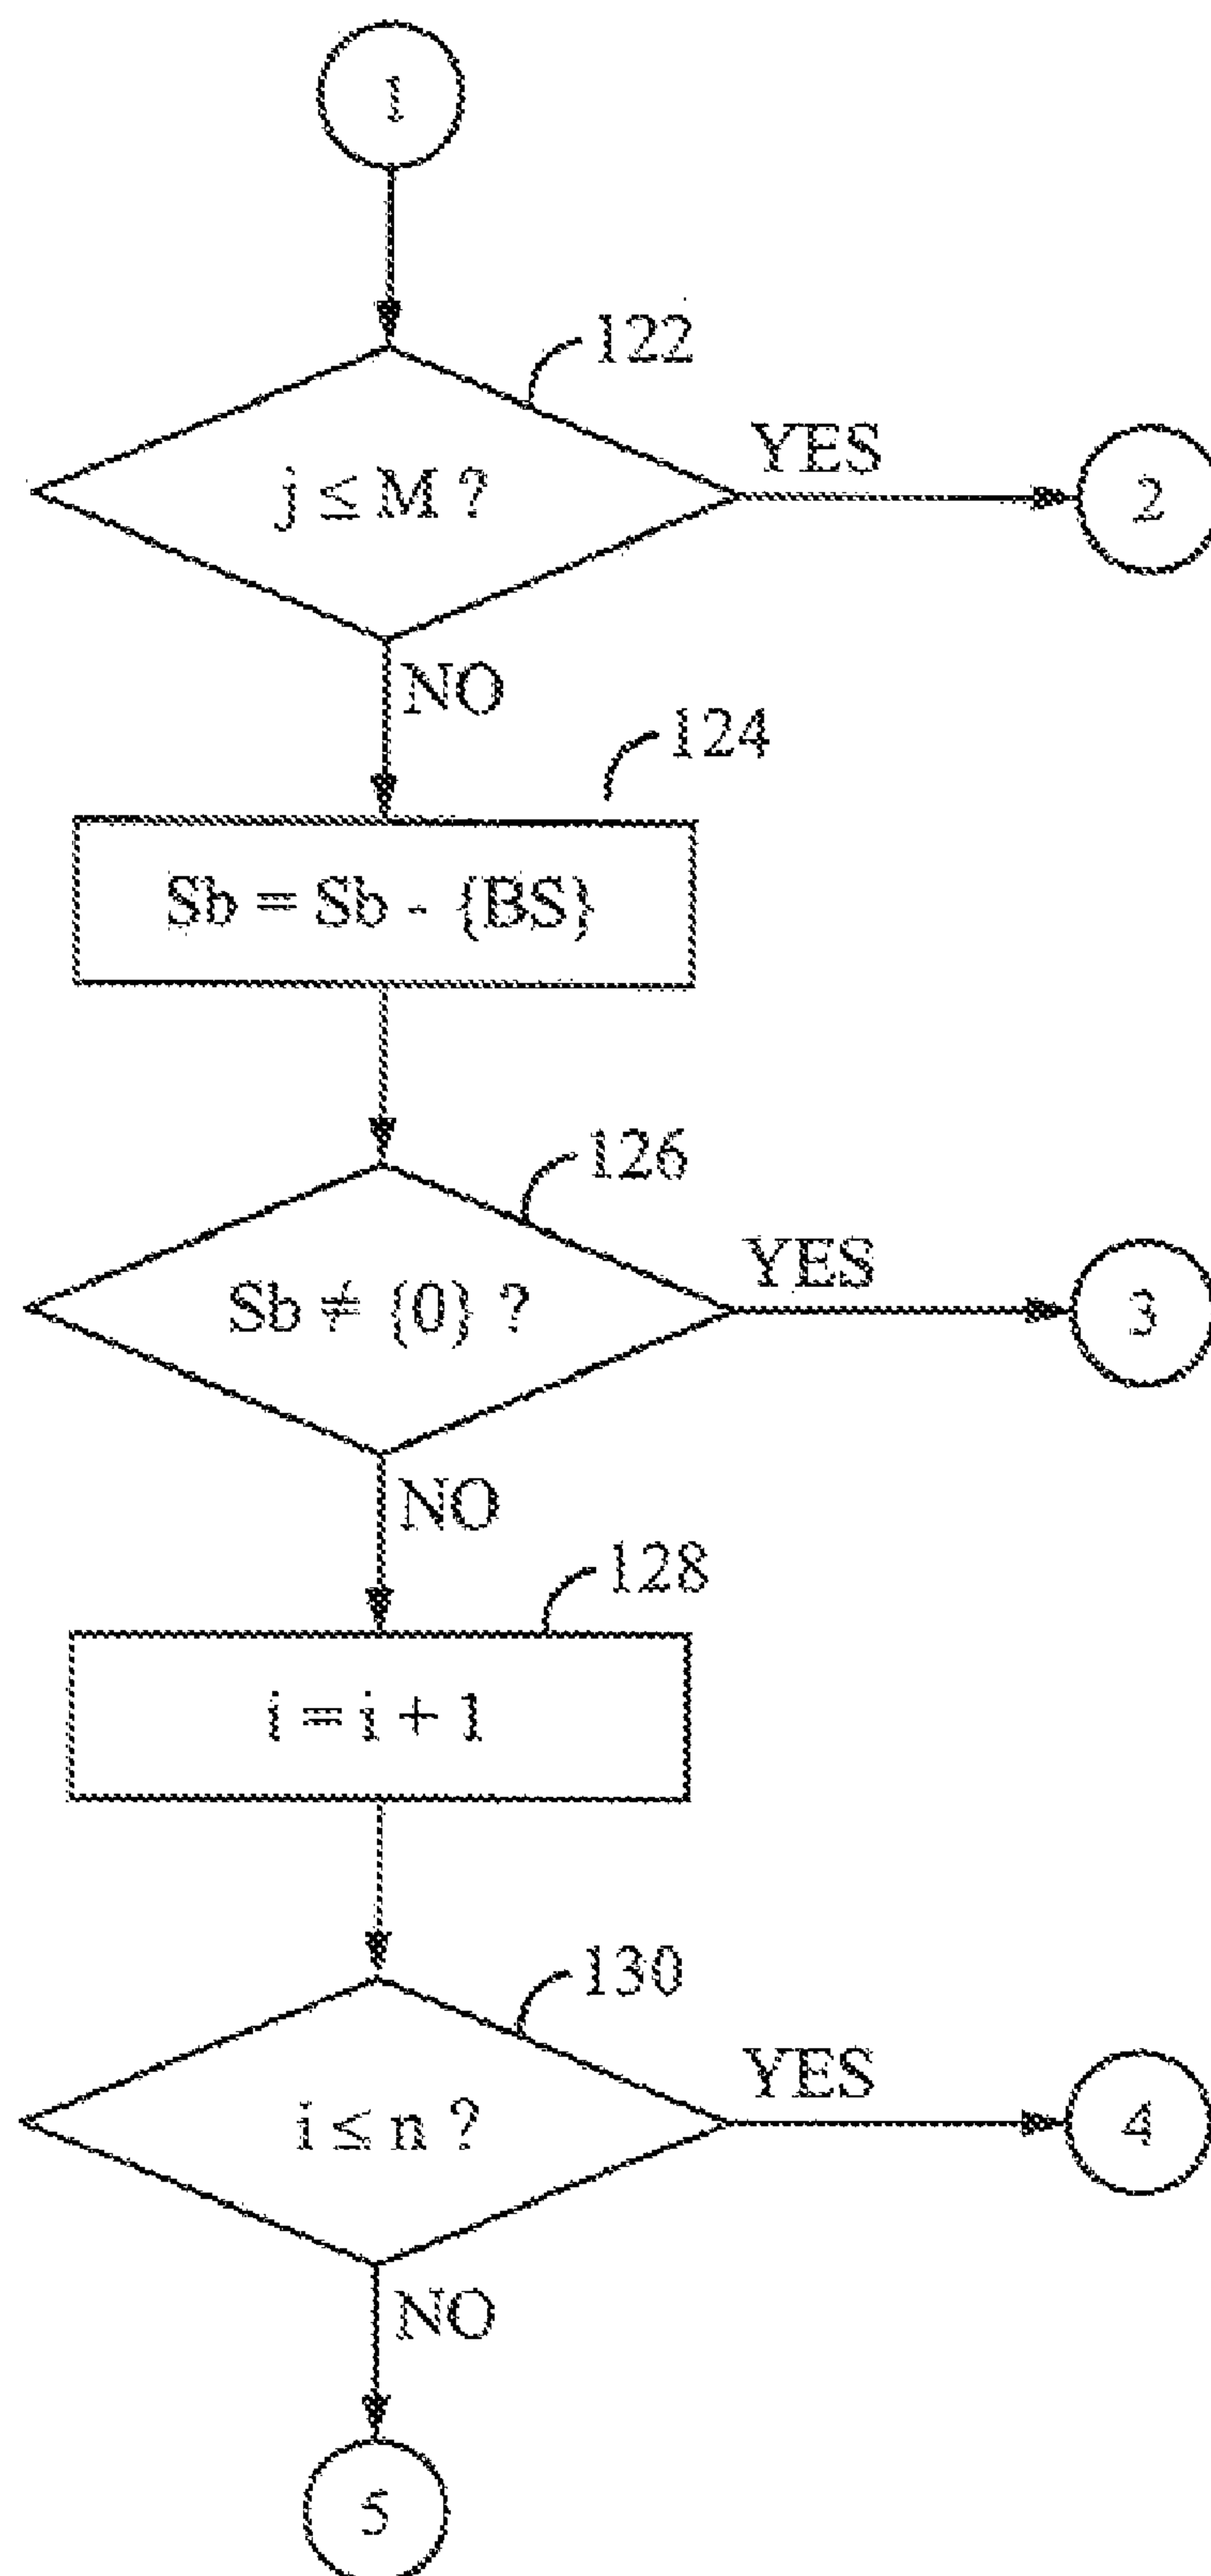 1
122
j ≤ M ?
YES
2
NO
124
Sb = Sb - {BS}
126
Sb ≠ {0} ?
YES
3
NO
128
i = i + 1
130
i ≤ n ?
YES
4
NO
5